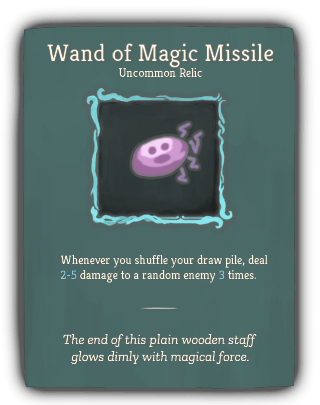 Wand of Magic Missile
Uncommon Relic
Whenever you shuffle your draw pile, deal
2-5 damage to a random enemy 3 times.
The end of this plain wooden staff
glows dimly with magical force.